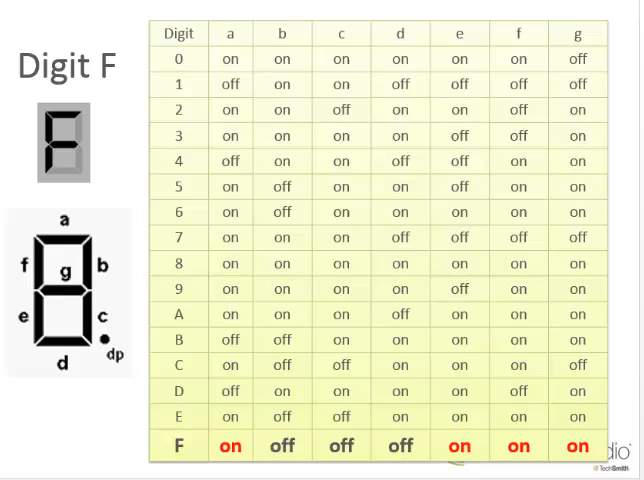 Digit F
a
f
b
g
e
c
d
dp
Digit a b c d e f g
0 on on on on on on off
1 off on on off off off off
2 on on off on on off on
3 on on on on off off on
4 off on on off off on on
5 on off on on off on on
6 on off on on on on on
7 on on on off off off off
8 on on on on on on on
9 on on on on off on on
A on on on off on on on
B off off on on on on on
C on off off on on on off
D off on on on on off on
E on off off on on on on
F on off off off on on on
dio
TechSmith